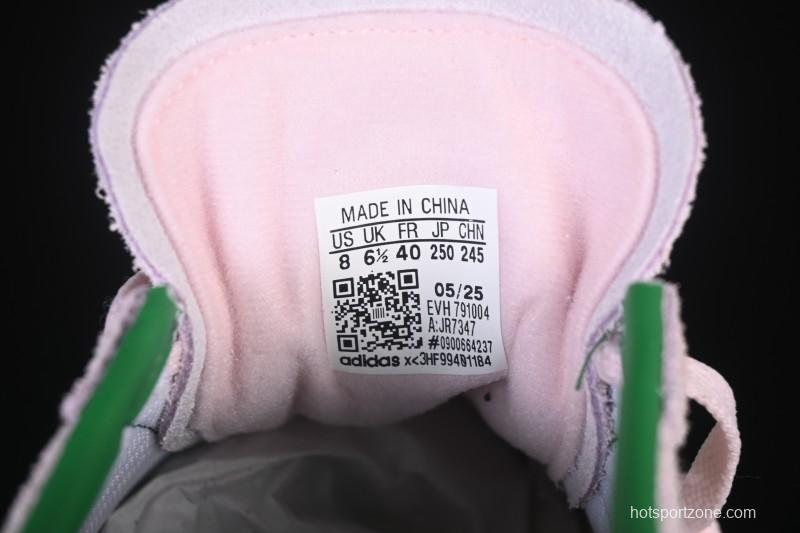 MADE IN CHINA
US UK FR JP CHN
8 6½ 40 250 245
05/25
EVH 791004
A:JR7347
#0900664237
adidas x<3HF99401184
hotsportzone.com